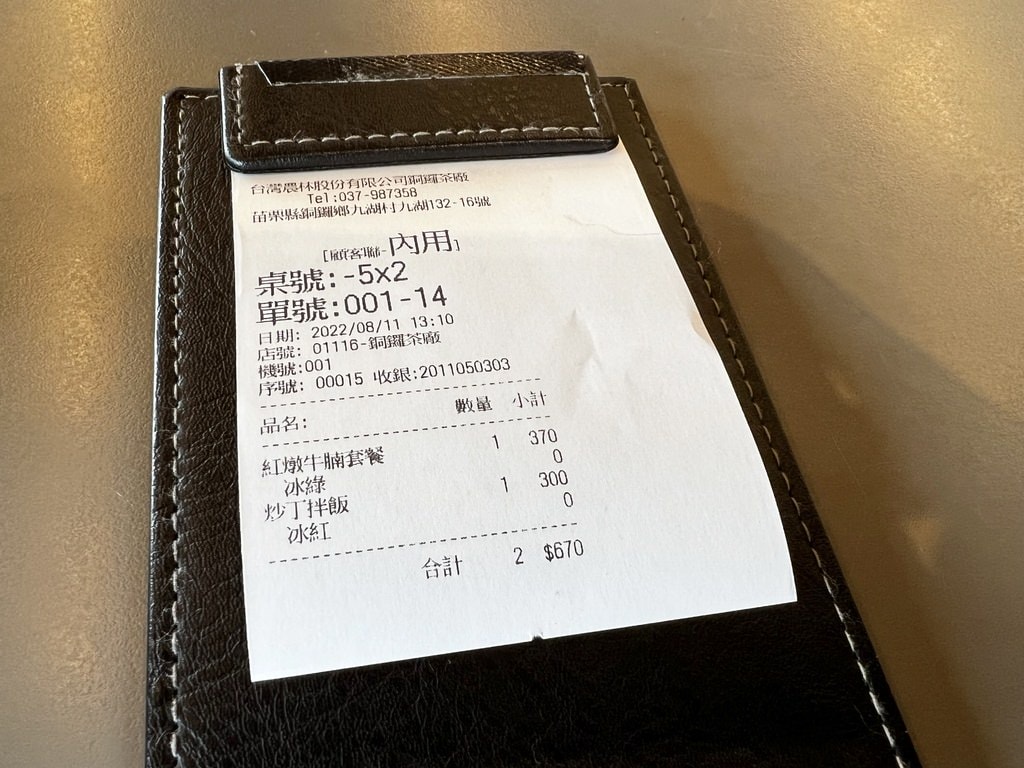 台灣農林股份有限公司銅鑼茶廠
Tel:037-987358
苗栗縣銅鑼鄉九湖村九湖132-16號
[顧客聯-內用]
桌號:-5x2
單號:001-14
日期: 2022/08/11 13:10
店號: 01116-銅鑼茶廠
機號:001
序號: 00015 收銀:2011050303
品名: 數量 小計
紅燉牛腩套餐 1 370
冰綠 0
炒丁拌飯 1 300
冰紅 0
合計 2 $670